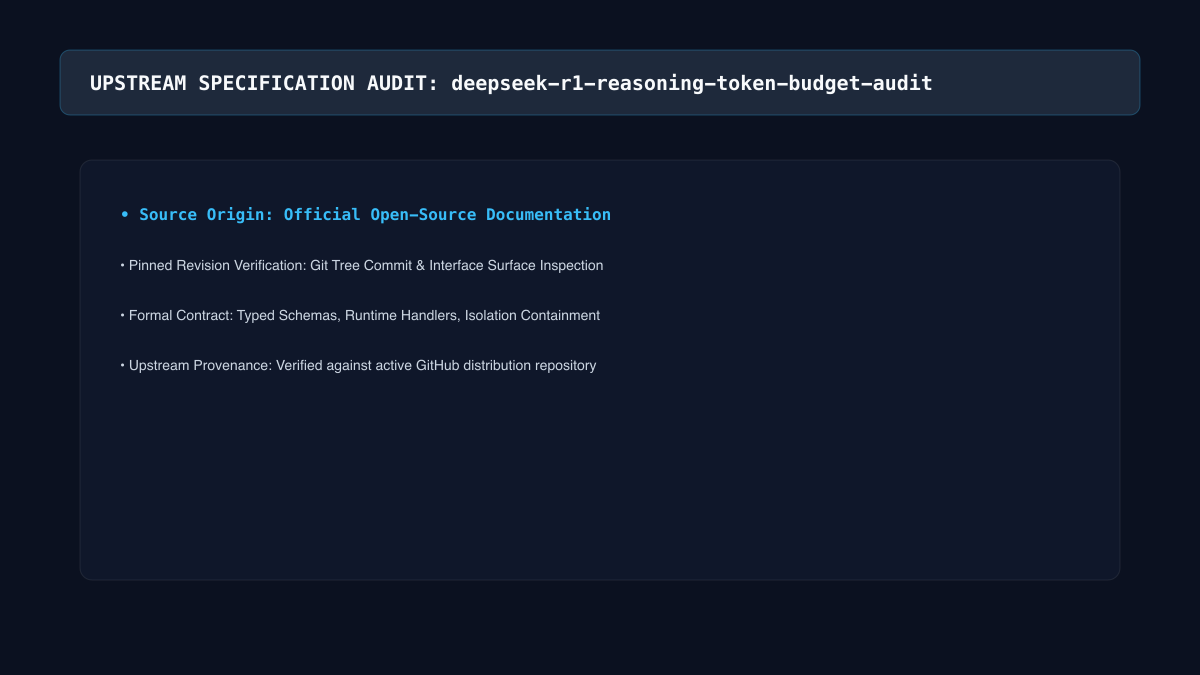 UPSTREAM SPECIFICATION AUDIT: deepseek-r1-reasoning-token-budget-audit
• Source Origin: Official Open-Source Documentation
• Pinned Revision Verification: Git Tree Commit & Interface Surface Inspection
• Formal Contract: Typed Schemas, Runtime Handlers, Isolation Containment
• Upstream Provenance: Verified against active GitHub distribution repository